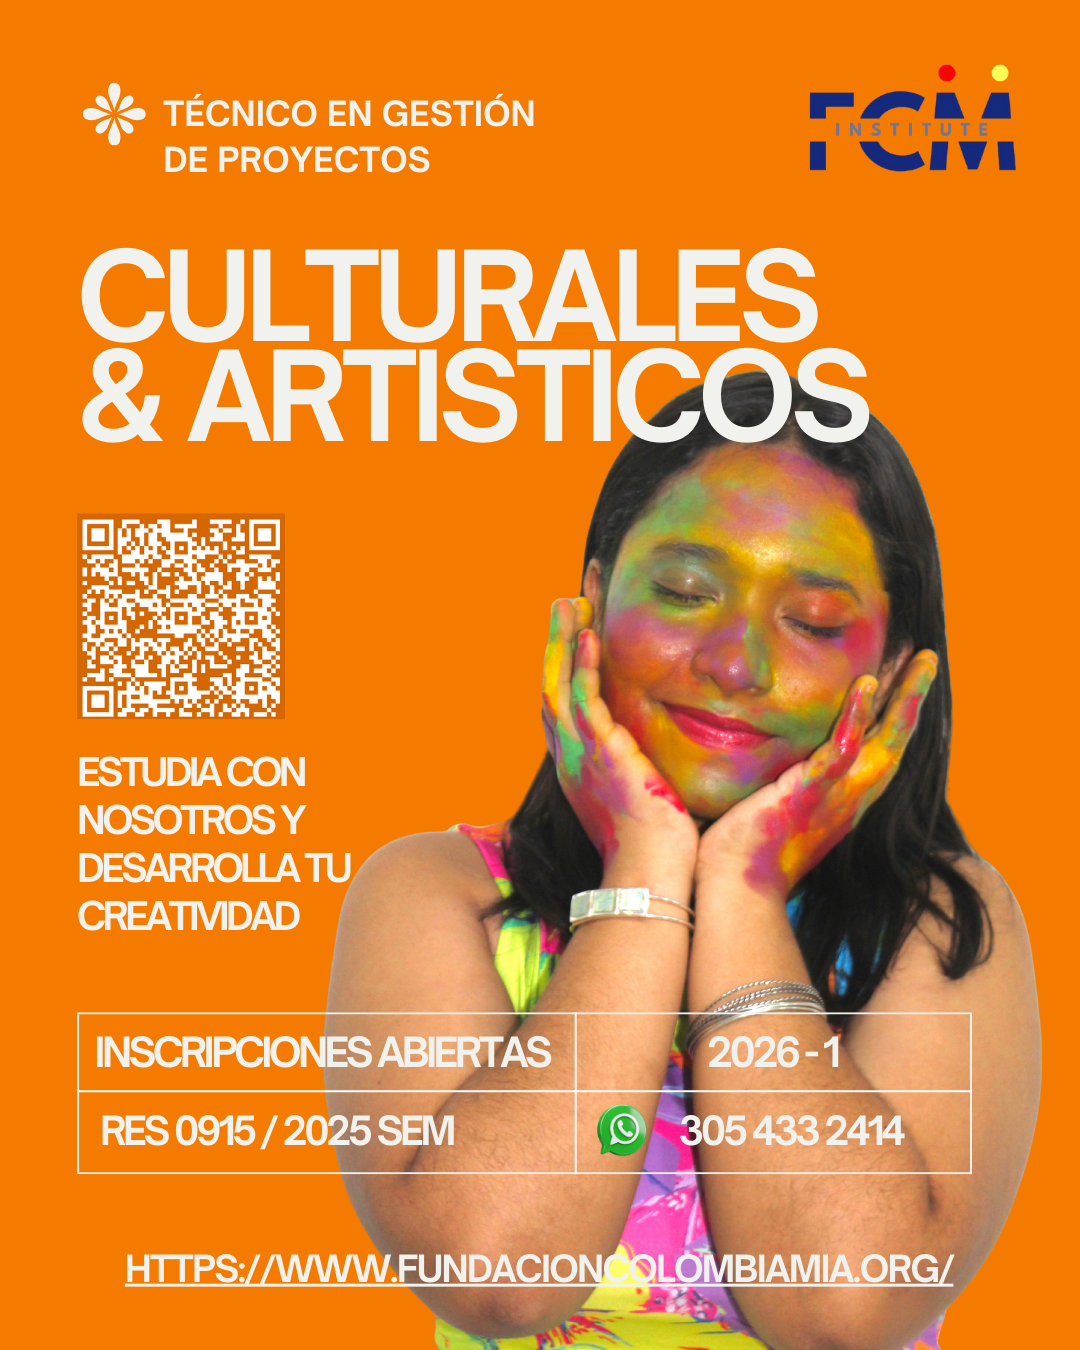 TÉCNICO EN GESTIÓN
DE PROYECTOS
FCM
INSTITUTE
CULTURALES
& ARTISTICOS
ESTUDIA CON
NOSOTROS Y
DESARROLLA TU
CREATIVIDAD
INSCRIPCIONES ABIERTAS
2026 - 1
RES 0915 / 2025 SEM
305 433 2414
HTTPS://WWW.FUNDACIONCOLOMBIAMIA.ORG/